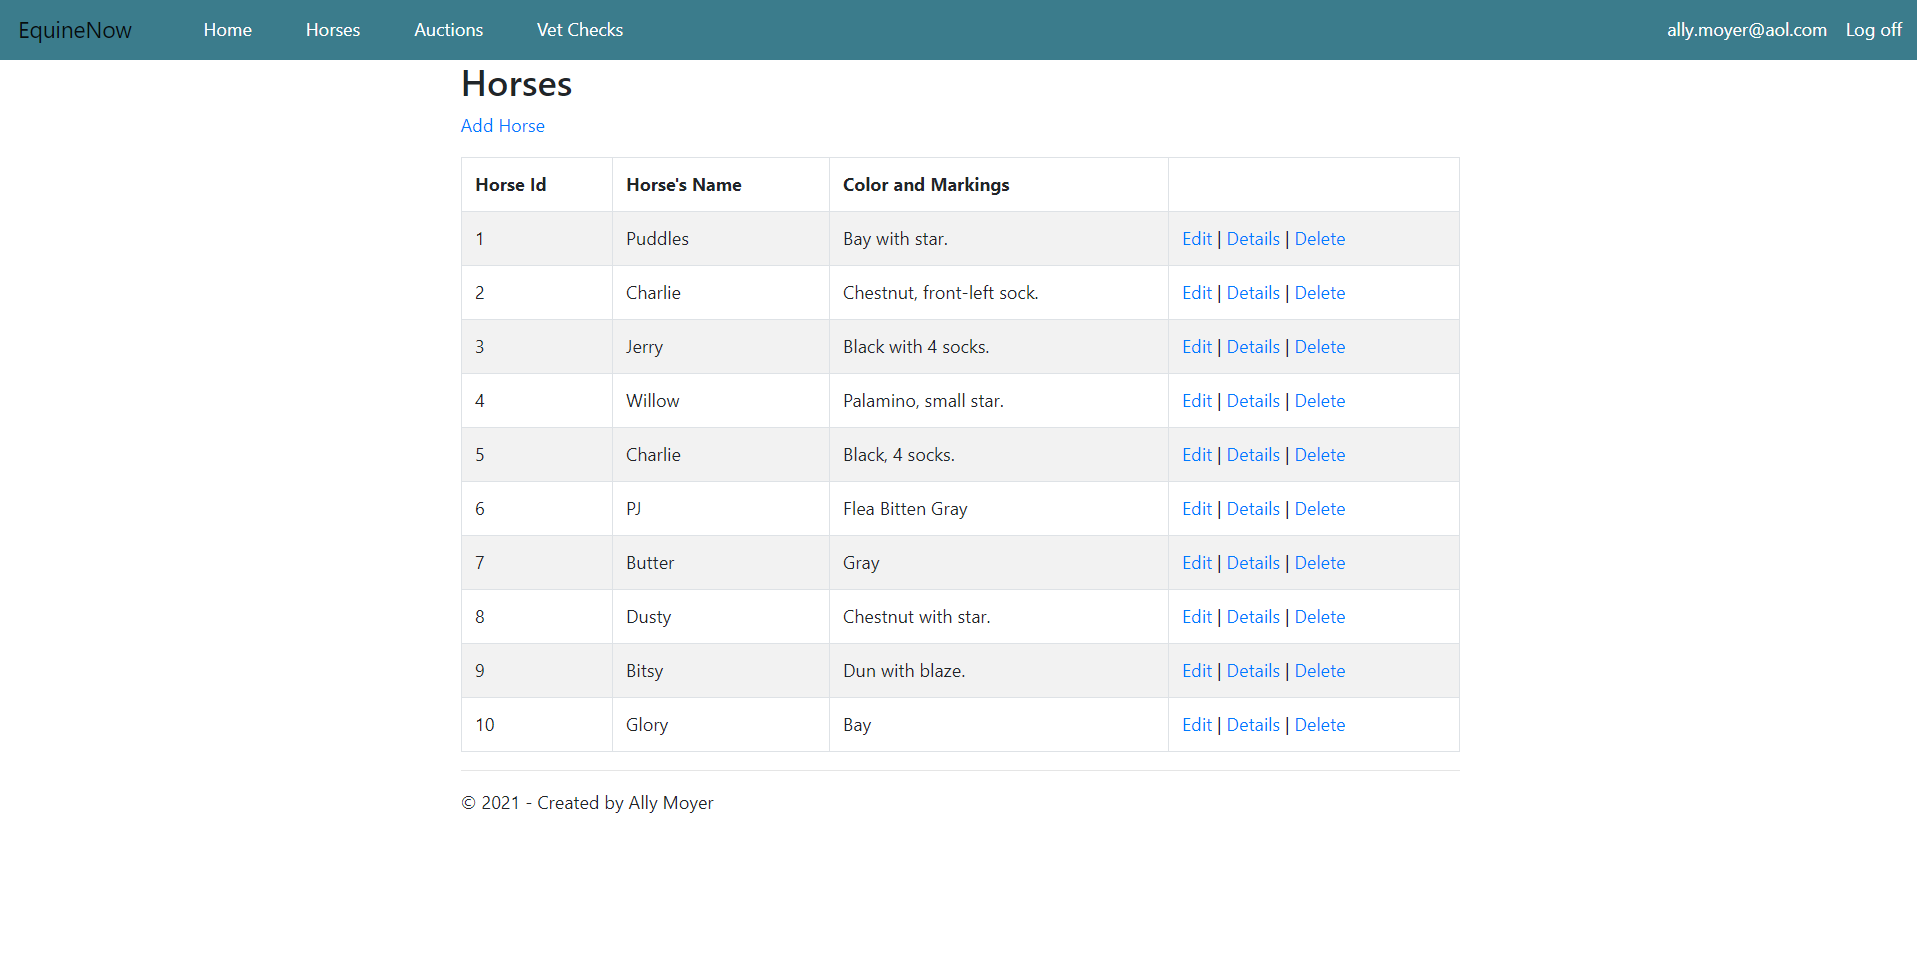 EquineNow Home Horses Auctions Vet Checks ally.moyer@aol.com Log off
Horses
Add Horse
Horse Id Horse's Name Color and Markings
1 Puddles Bay with star. Edit | Details | Delete
2 Charlie Chestnut, front-left sock. Edit | Details | Delete
3 Jerry Black with 4 socks. Edit | Details | Delete
4 Willow Palamino, small star. Edit | Details | Delete
5 Charlie Black, 4 socks. Edit | Details | Delete
6 PJ Flea Bitten Gray Edit | Details | Delete
7 Butter Gray Edit | Details | Delete
8 Dusty Chestnut with star. Edit | Details | Delete
9 Bitsy Dun with blaze. Edit | Details | Delete
10 Glory Bay Edit | Details | Delete
© 2021 - Created by Ally Moyer